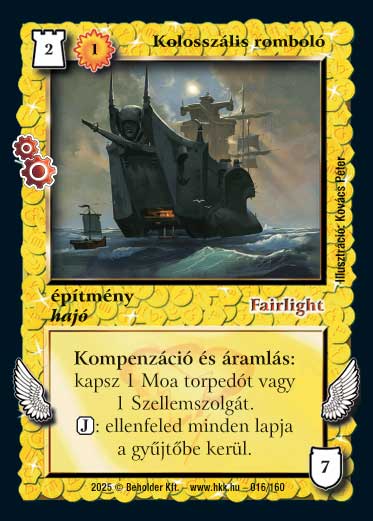 2
1
Kolosszális romboló
Illusztráció: Kovács Péter
építmény
hajó
Fairlight
Kompenzáció és áramlás:
kapsz 1 Moa torpedót vagy
1 Szellemszolgát.
J: ellenfeled minden lapja
a gyűjtőbe kerül.
7
2025 © Beholder Kft. – www.hkk.hu – 016/160